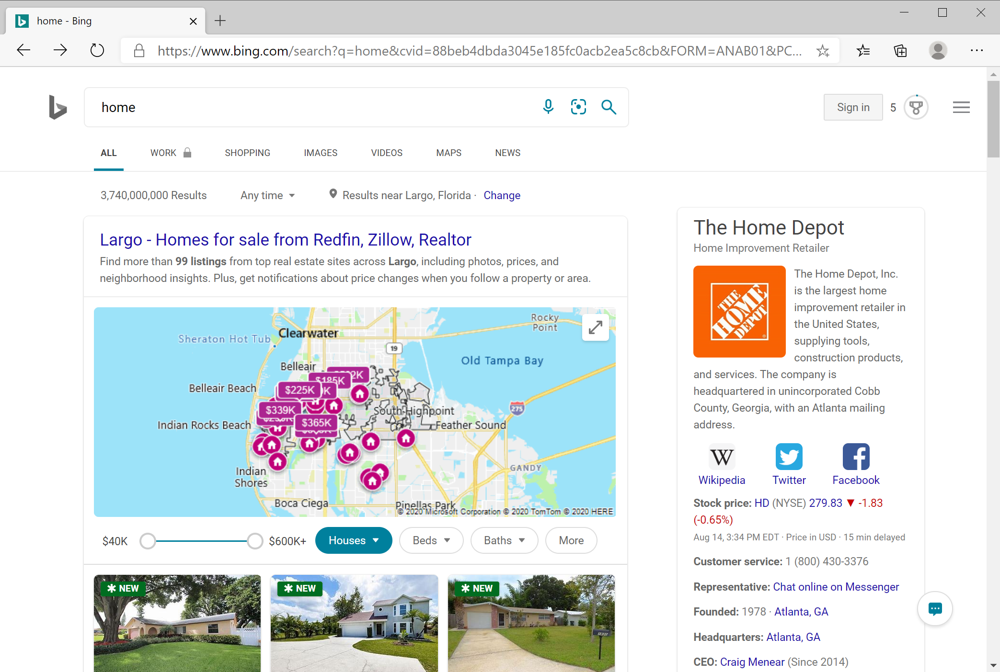 home - Bing
https://www.bing.com/search?q=home&cvid=88beb4dbda3045e185fc0acb2ea5c8cb&FORM=ANAB01&PC...
home
Sign in
5
ALL
WORK
SHOPPING
IMAGES
VIDEOS
MAPS
NEWS
3,740,000,000 Results
Any time
Results near Largo, Florida · Change
Largo - Homes for sale from Redfin, Zillow, Realtor
Find more than 99 listings from top real estate sites across Largo, including photos, prices, and
neighborhood insights. Plus, get notifications about price changes when you follow a property or area.
Rocky
Point
Sheraton Hot Tub
Clearwater
19
Old Tampa Bay
Belleair
$185K
Belleair Beach
$225K
$339K
South Highpoint
275
Indian Rocks Beach
$365K
Feather Sound
GANDY
Indian
Shores
Boca Ciega
Pinellas Park
© 2020 Microsoft Corporation © 2020 TomTom © 2020 HERE
$40K
$600K+
Houses
Beds
Baths
More
NEW
NEW
NEW
1830
The Home Depot
Home Improvement Retailer
THE
HOME
DEPOT
The Home Depot, Inc.
is the largest home
improvement retailer in
the United States,
supplying tools,
construction products,
and services. The company is
headquartered in unincorporated Cobb
County, Georgia, with an Atlanta mailing
address.
W
Wikipedia
Twitter
Facebook
Stock price: HD (NYSE) 279.83 ▼ -1.83
(-0.65%)
Aug 14, 3:34 PM EDT · Price in USD · 15 min delayed
Customer service: 1 (800) 430-3376
Representative: Chat online on Messenger
Founded: 1978 · Atlanta, GA
Headquarters: Atlanta, GA
CEO: Craig Menear (Since 2014)